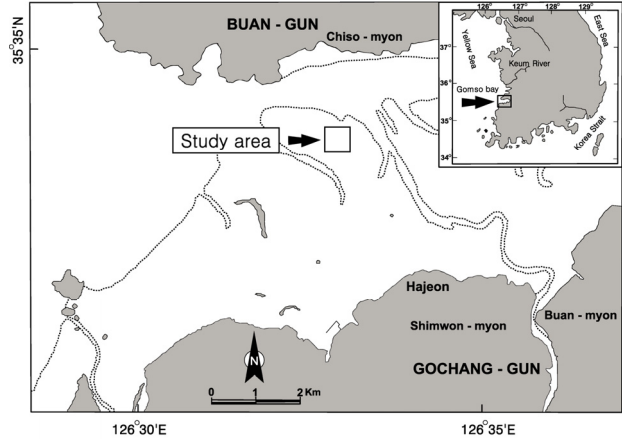 BUAN - GUN
Chiso - myon
35°35'N
Study area
Hajeon
Shimwon - myon
Buan - myon
GOCHANG - GUN
N
0 1 2 Km
126°30'E
126°35'E
126° 127° 128° 129°
Seoul
East Sea
Yellow Sea
37°
Keum River
36°
Gomso bay
35°
Korea Strait
34°